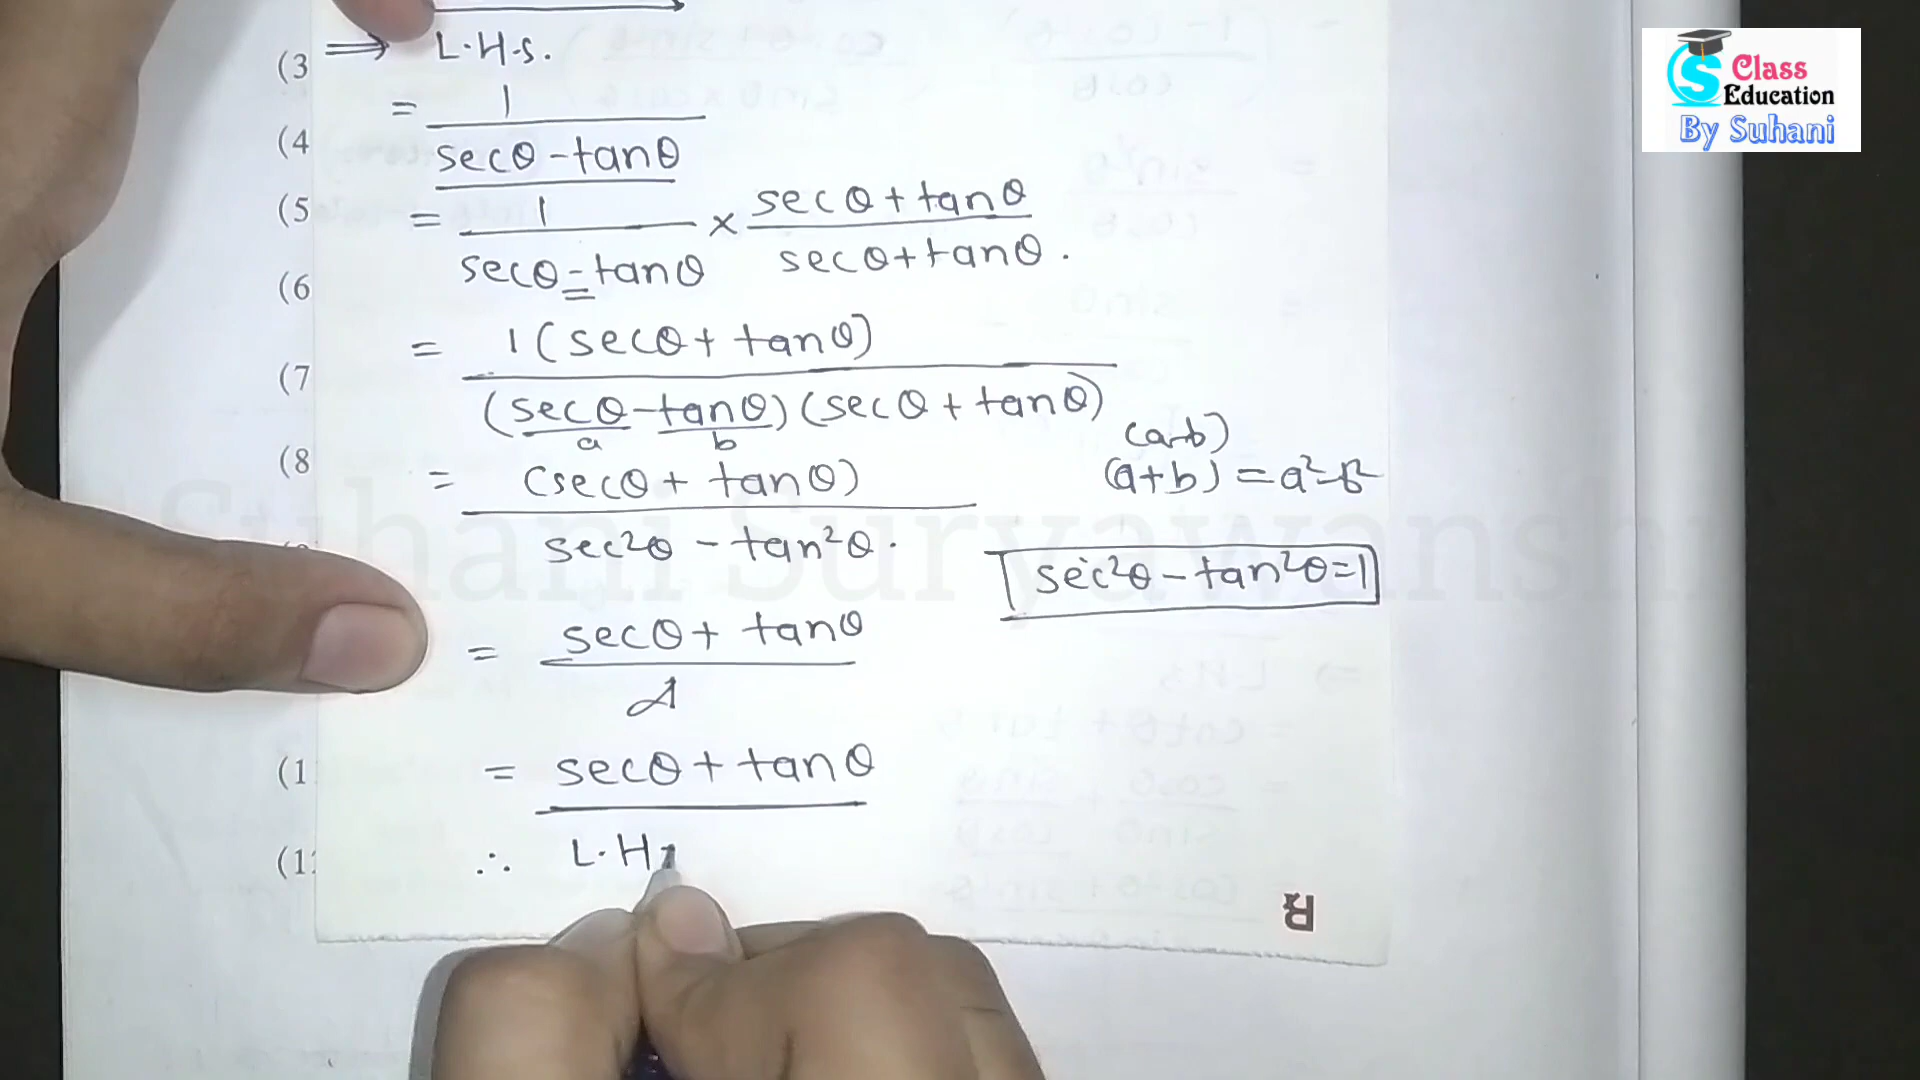 (3 ⇒ L.H.S.
= 1
secθ - tanθ
= 1 × secθ + tanθ
secθ - tanθ secθ + tanθ.
= 1 (secθ + tanθ)
(secθ - tanθ) (secθ + tanθ)
a b
(a-b)
(a+b) = a²-b²
= (secθ + tanθ)
sec²θ - tan²θ.
sec²θ - tan²θ = 1
= secθ + tanθ
1
= secθ + tanθ
∴ L.H
(4
(5
(6
(7
(8
(1
(1
S Class
Education
By Suhani
Suhani Suryawanshi